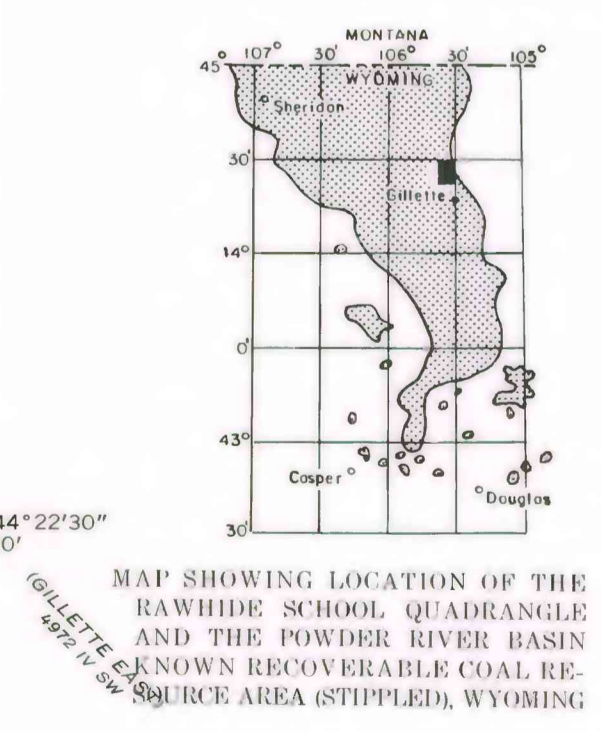 MONTANA
45° 107° 30' 106° 30' 105°
WYOMING
Sheridan
30'
Gillette
14°
0'
43°
Casper
Douglas
30'
44°22'30"
0'
(GILLETTE EAST)
4972 IV SW
MAP SHOWING LOCATION OF THE
RAWHIDE SCHOOL QUADRANGLE
AND THE POWDER RIVER BASIN
KNOWN RECOVERABLE COAL RE-
SOURCE AREA (STIPPLED), WYOMING